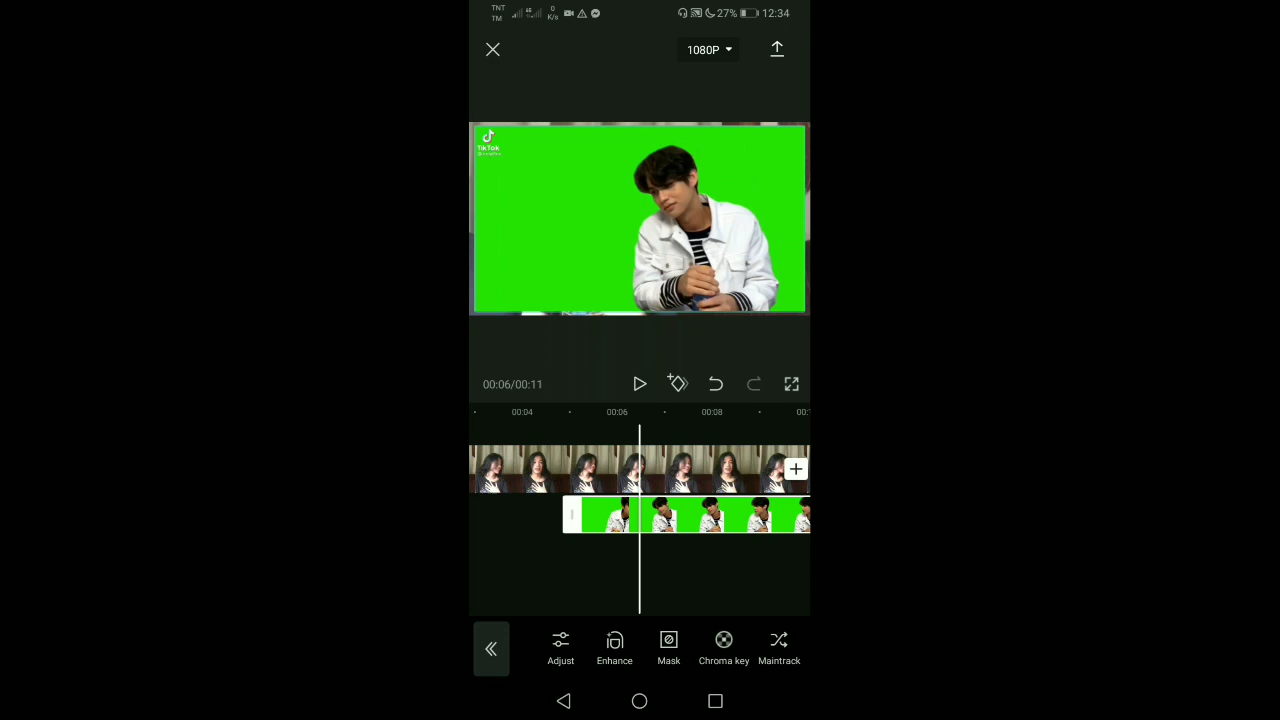 TNT
TM
0
K/s
27%
12:34
1080P
TikTok
00:06/00:11
00:04
00:06
00:08
Adjust
Enhance
Mask
Chroma key
Maintrack